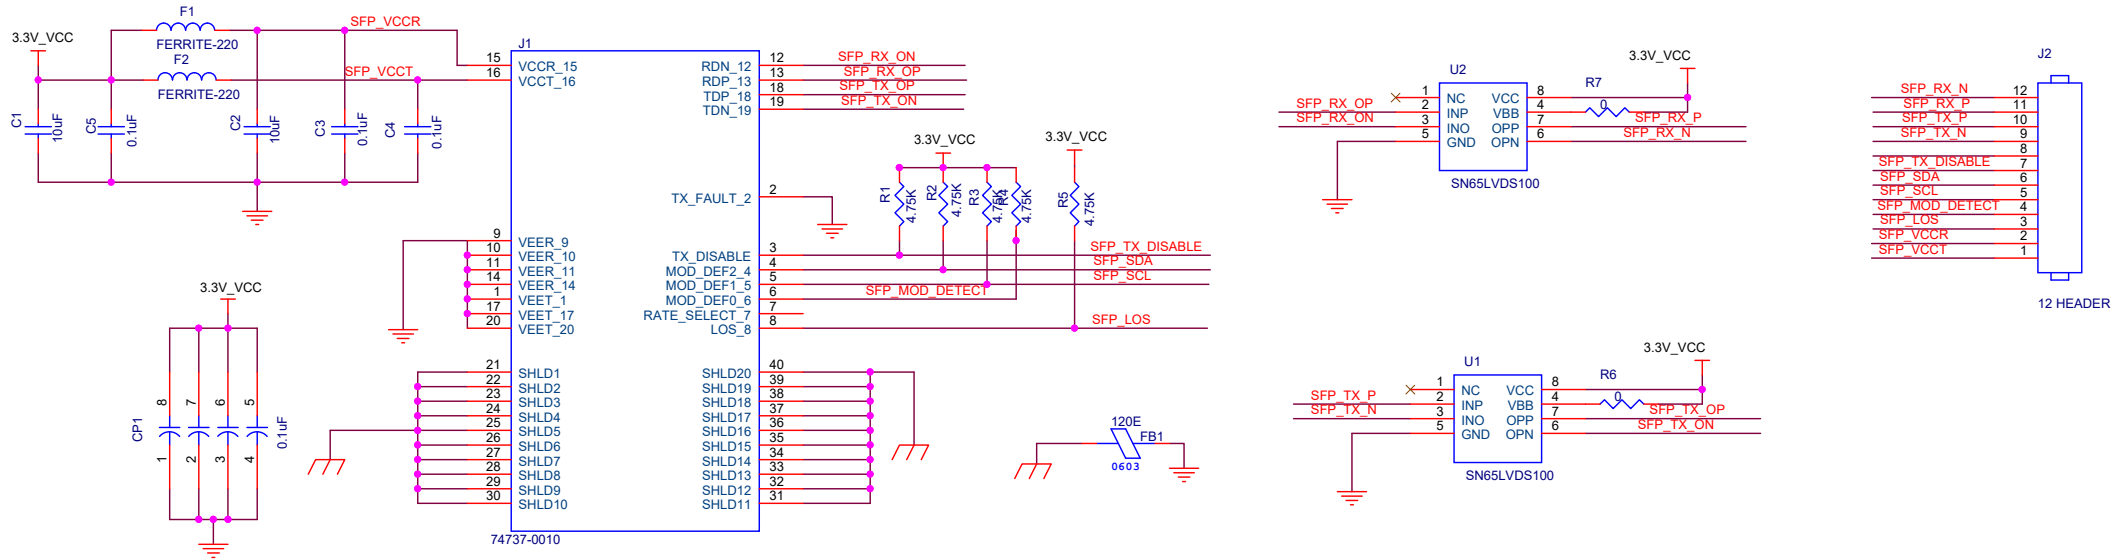 F1
SFP_VCCR
3.3V_VCC
FERRITE-220
F2
SFP_VCCT
FERRITE-220
C1
10uF
C5
0.1uF
C2
10uF
C3
0.1uF
C4
0.1uF
3.3V_VCC
8
7
6
5
CP1
0.1uF
1
2
3
4
J1
15 VCCR_15
16 VCCT_16
9 VEER_9
10 VEER_10
11 VEER_11
14 VEER_14
1 VEET_1
17 VEET_17
20 VEET_20
21 SHLD1
22 SHLD2
23 SHLD3
24 SHLD4
25 SHLD5
26 SHLD6
27 SHLD7
28 SHLD8
29 SHLD9
30 SHLD10
RDN_12 12 SFP_RX_ON
RDP_13 13 SFP_RX_OP
TDP_18 18 SFP_TX_OP
TDN_19 19 SFP_TX_ON
TX_FAULT_2 2
TX_DISABLE 3 SFP_TX_DISABLE
MOD_DEF2_4 4 SFP_SDA
MOD_DEF1_5 5 SFP_SCL
MOD_DEF0_6 6 SFP_MOD_DETECT
RATE_SELECT_7 7
LOS_8 8 SFP_LOS
SHLD20 40
SHLD19 39
SHLD18 38
SHLD17 37
SHLD16 36
SHLD15 35
SHLD14 34
SHLD13 33
SHLD12 32
SHLD11 31
74737-0010
3.3V_VCC
3.3V_VCC
R1
4.75K
R2
4.75K
R3
4.75K
R4
4.75K
R5
4.75K
120E
FB1
0603
U2
R7
3.3V_VCC
1 NC VCC 8
SFP_RX_OP 2 INP VBB 4 0
SFP_RX_ON 3 INO OPP 7 SFP_RX_P
5 GND OPN 6 SFP_RX_N
SN65LVDS100
U1
R6
3.3V_VCC
1 NC VCC 8
SFP_TX_P 2 INP VBB 4 0
SFP_TX_N 3 INO OPP 7 SFP_TX_OP
5 GND OPN 6 SFP_TX_ON
SN65LVDS100
J2
SFP_RX_N 12
SFP_RX_P 11
SFP_TX_P 10
SFP_TX_N 9
8
SFP_TX_DISABLE 7
SFP_SDA 6
SFP_SCL 5
SFP_MOD_DETECT 4
SFP_LOS 3
SFP_VCCR 2
SFP_VCCT 1
12 HEADER